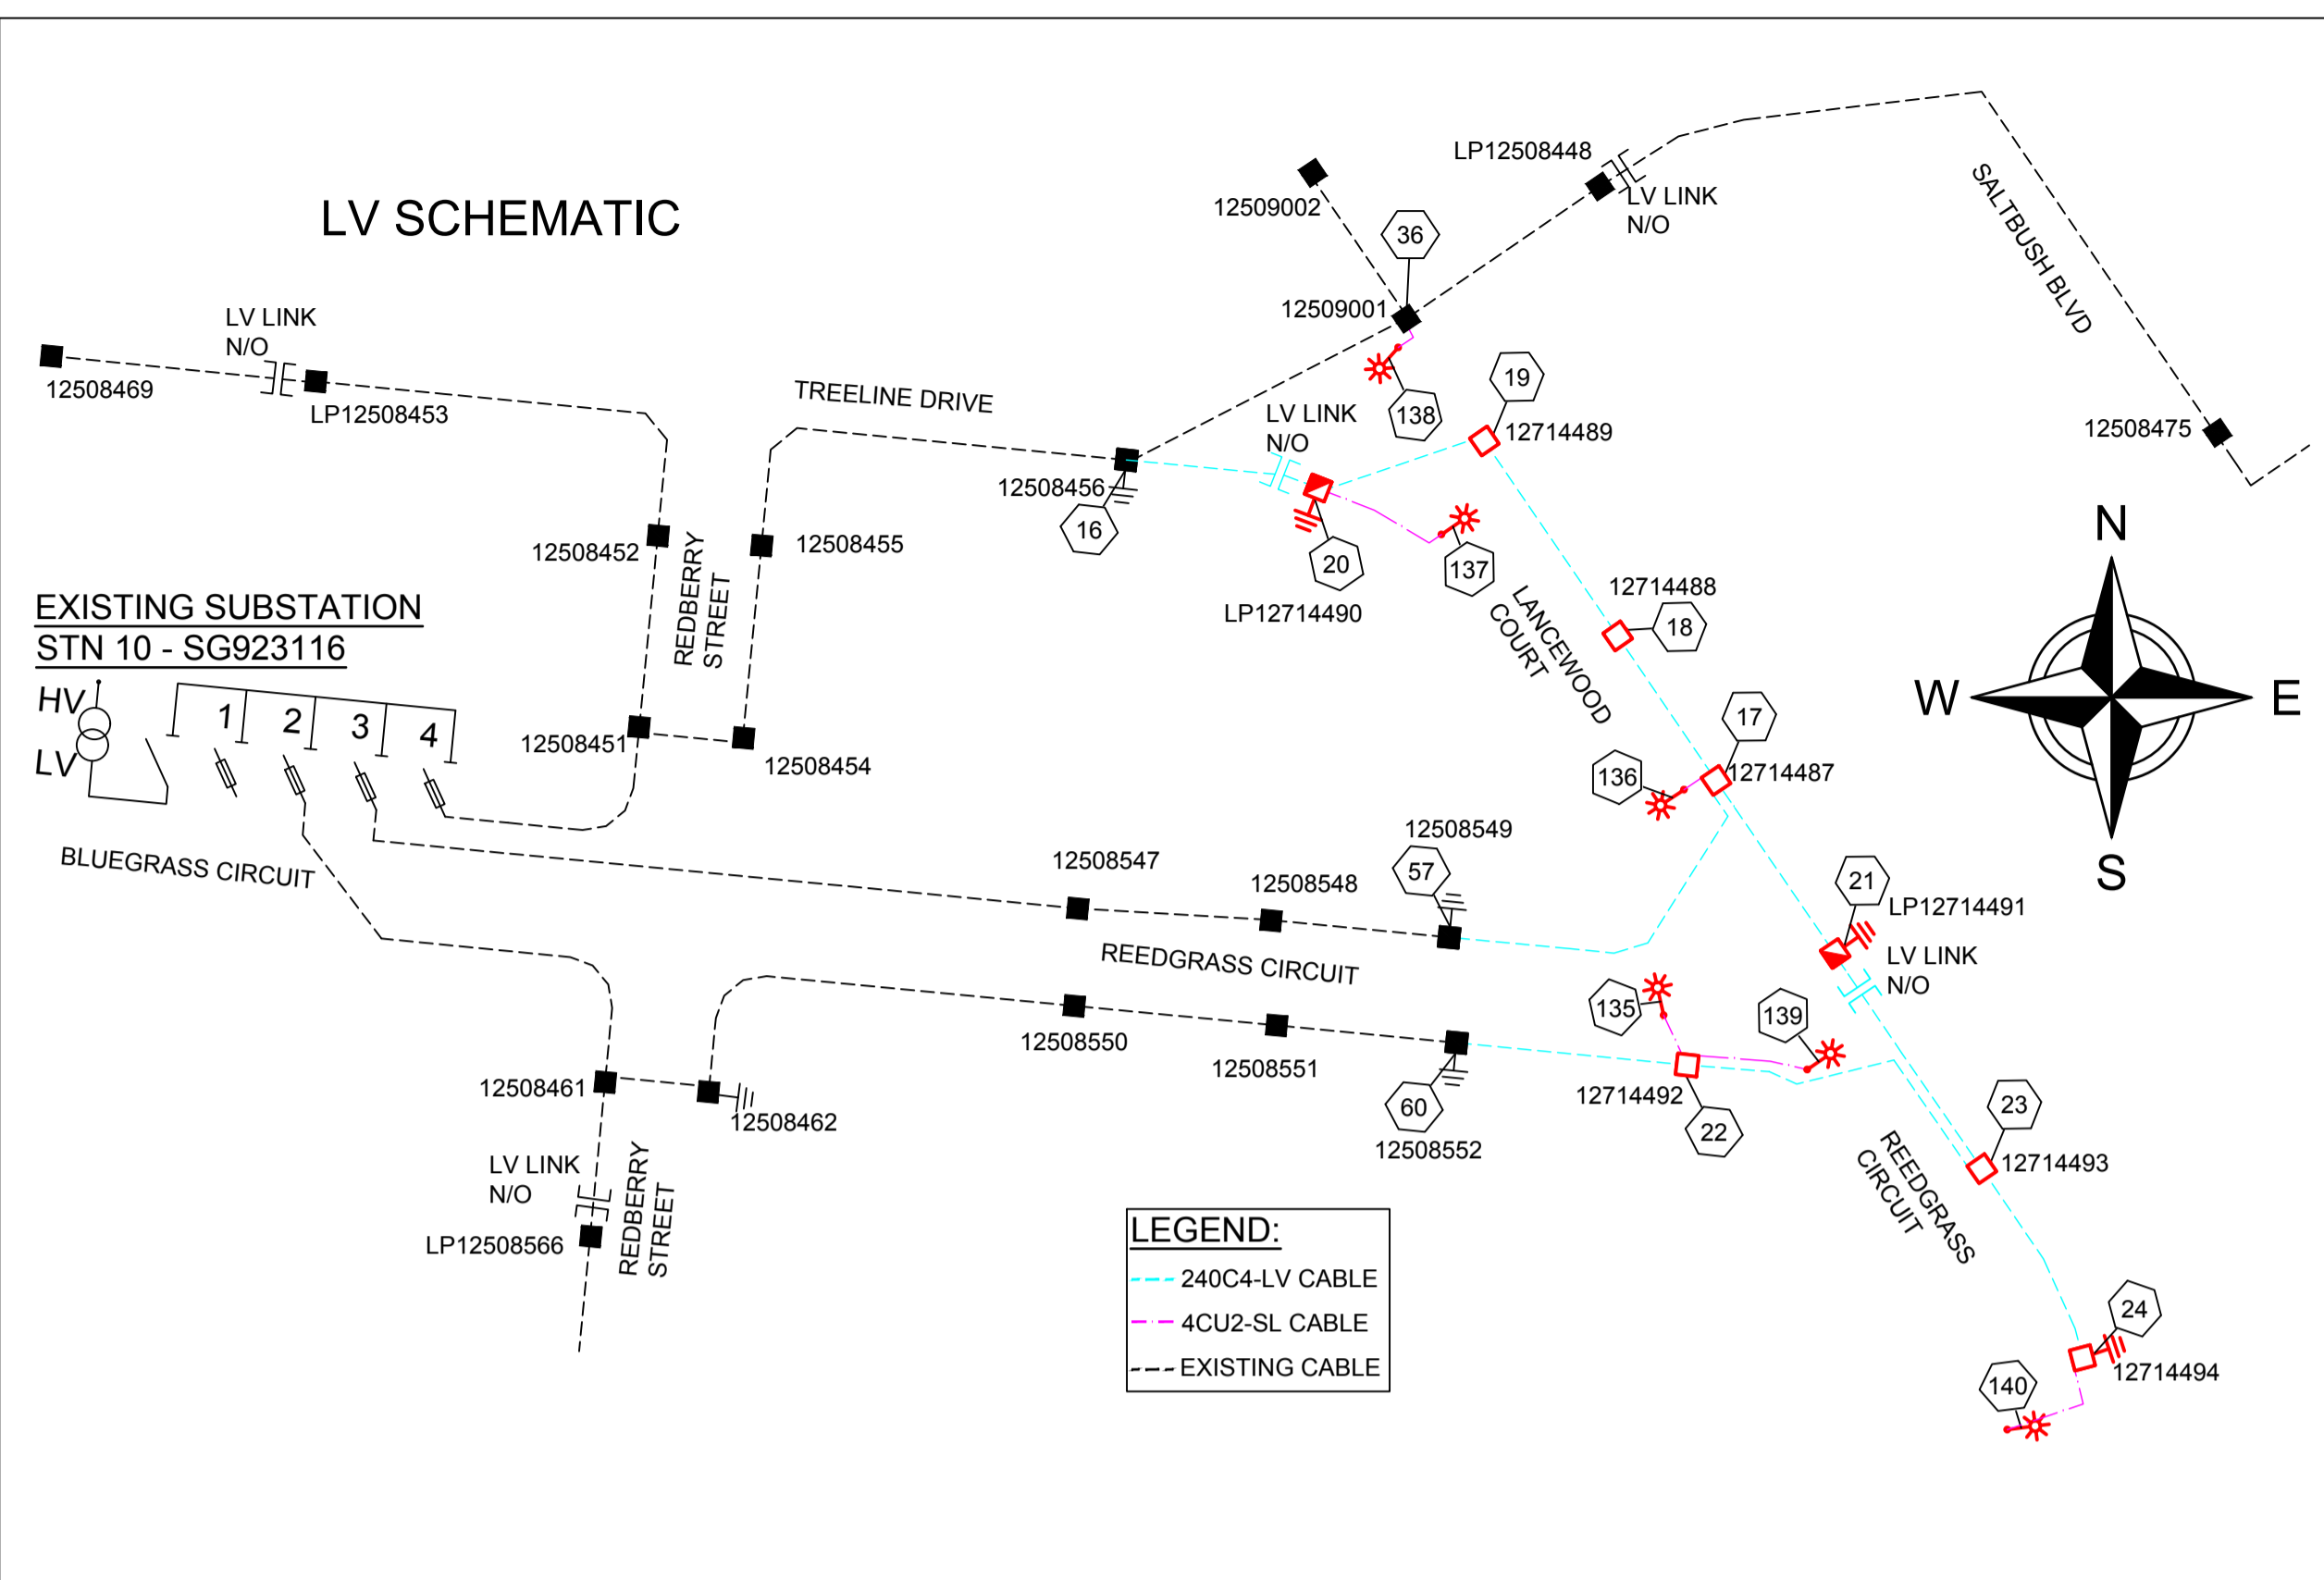 LV SCHEMATIC
LP12508448
LV LINK
N/O
SALTBUSH BLVD
12509002
36
12509001
138
19
12714489
12508475
LV LINK
N/O
12508469
LP12508453
TREELINE DRIVE
LV LINK
N/O
12508456
16
20
LP12714490
137
12508452
REDBERRY
STREET
12508455
LANCEWOOD
COURT
12714488
18
N
W
E
S
EXISTING SUBSTATION
STN 10 - SG923116
HV
LV
1
2
3
4
12508451
12508454
17
136
12714487
BLUEGRASS CIRCUIT
12508547
12508548
12508549
57
REEDGRASS CIRCUIT
21
LP12714491
LV LINK
N/O
135
139
12508550
12508551
60
12508552
12714492
22
23
12714493
REEDGRASS
CIRCUIT
12508461
12508462
LV LINK
N/O
REDBERRY
STREET
LP12508566
24
12714494
140
LEGEND:
240C4-LV CABLE
4CU2-SL CABLE
EXISTING CABLE